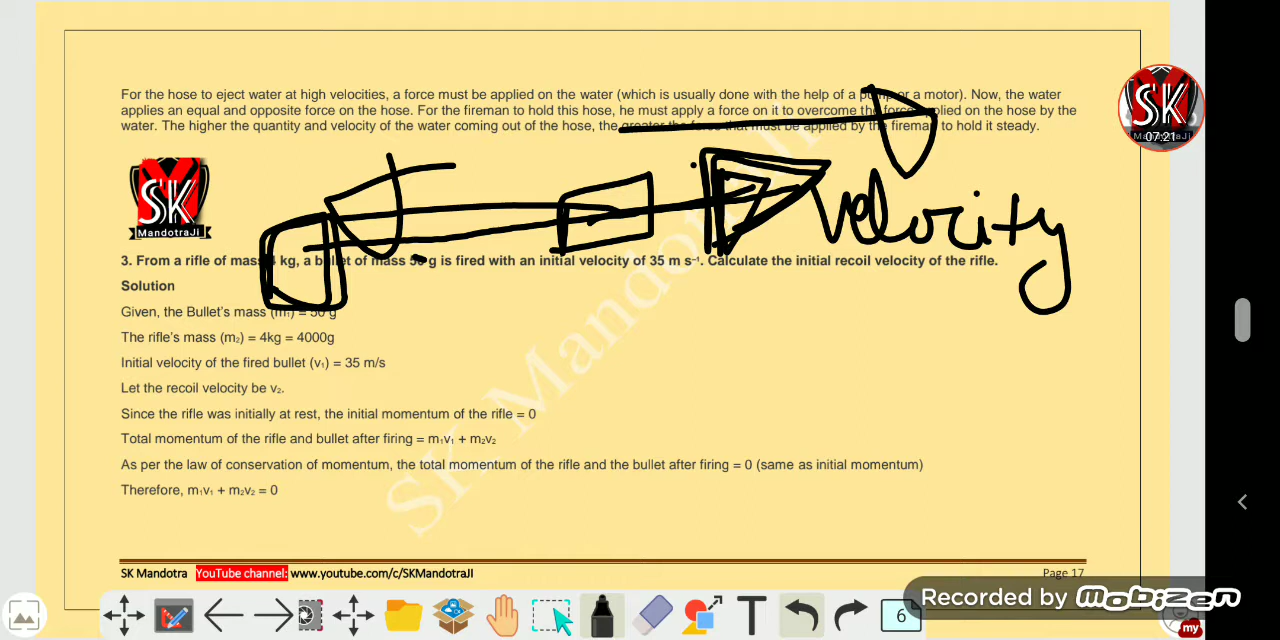 For the hose to eject water at high velocities, a force must be applied on the water (which is usually done with the help of a pump or a motor). Now, the water
applies an equal and opposite force on the hose. For the fireman to hold this hose, he must apply a force on it to overcome the force applied on the hose by the
water. The higher the quantity and velocity of the water coming out of the hose, the greater the force that must be applied by the fireman to hold it steady.
SK
MandotraJi
SK
MandotraJi
07:21
velocity
3. From a rifle of mass 4 kg, a bullet of mass 50 g is fired with an initial velocity of 35 m s⁻¹. Calculate the initial recoil velocity of the rifle.
Solution
Given, the Bullet's mass (m₁) = 50 g
The rifle's mass (m₂) = 4kg = 4000g
Initial velocity of the fired bullet (v₁) = 35 m/s
Let the recoil velocity be v₂.
Since the rifle was initially at rest, the initial momentum of the rifle = 0
Total momentum of the rifle and bullet after firing = m₁v₁ + m₂v₂
As per the law of conservation of momentum, the total momentum of the rifle and the bullet after firing = 0 (same as initial momentum)
Therefore, m₁v₁ + m₂v₂ = 0
SK Mandotra YouTube channel: www.youtube.com/c/SKMandotraJI
Page 17
Recorded by mobizen
T
6
my